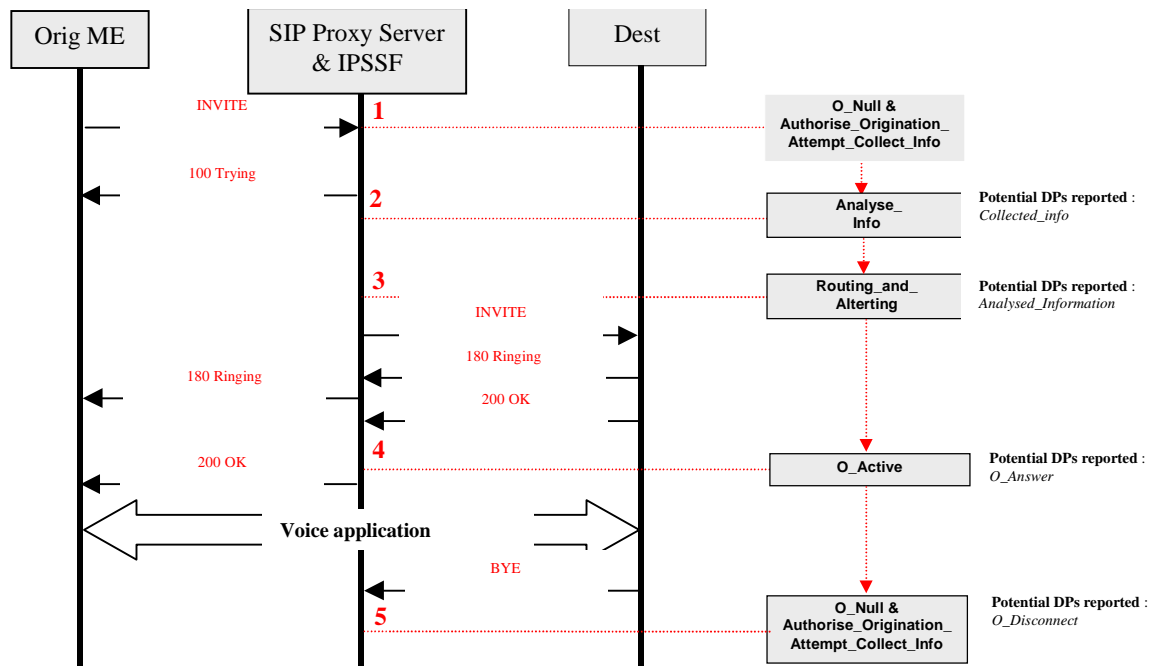 Orig ME
SIP Proxy Server
& IPSSF
Dest
INVITE
1
O_Null &
Authorise_Origination_
Attempt_Collect_Info
100 Trying
2
Analyse_
Info
Potential DPs reported :
Collected_info
3
Routing_and_
Alterting
Potential DPs reported :
Analysed_Information
INVITE
180 Ringing
180 Ringing
200 OK
200 OK
4
O_Active
Potential DPs reported :
O_Answer
Voice application
BYE
5
O_Null &
Authorise_Origination_
Attempt_Collect_Info
Potential DPs reported :
O_Disconnect